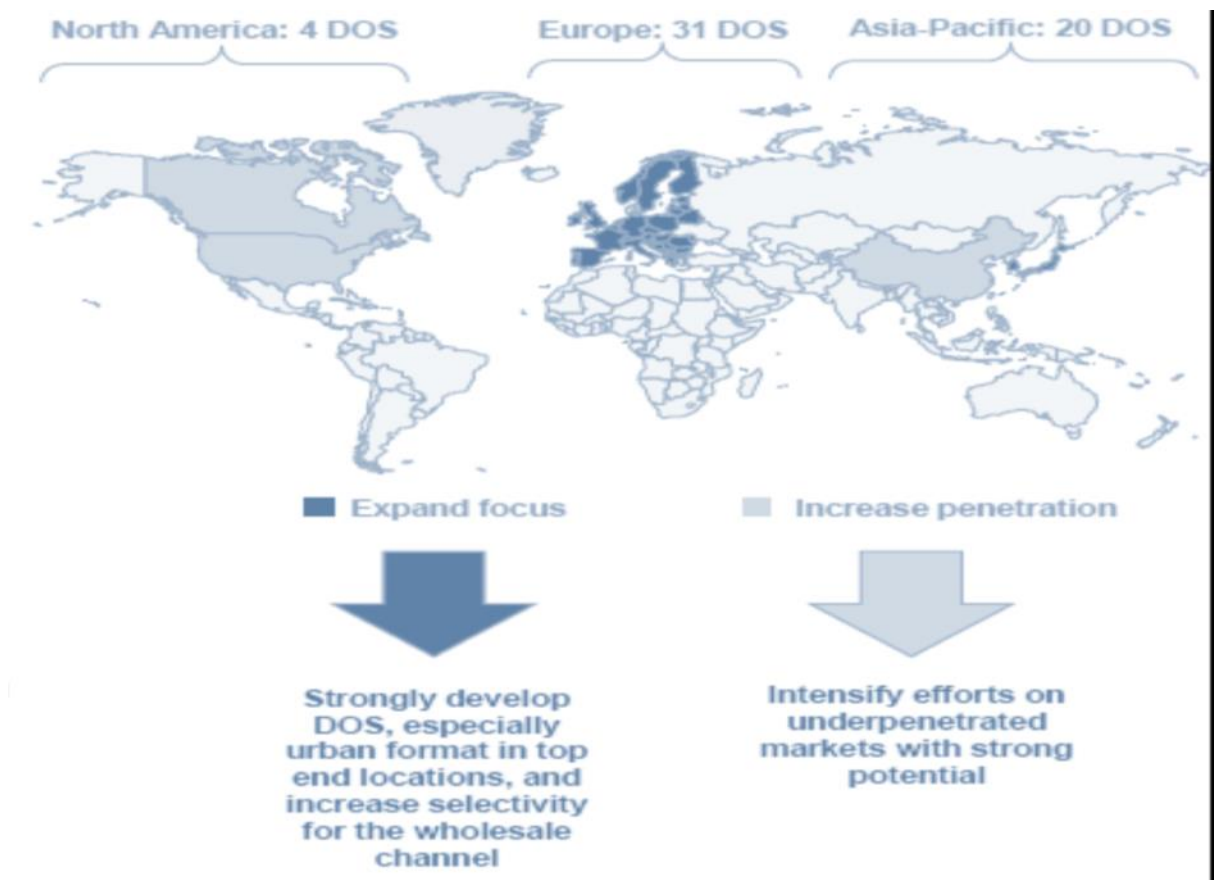 North America: 4 DOS
Europe: 31 DOS
Asia-Pacific: 20 DOS
Expand focus
Increase penetration
Strongly develop
DOS, especially
urban format in top
end locations, and
increase selectivity
for the wholesale
channel
Intensify efforts on
underpenetrated
markets with strong
potential